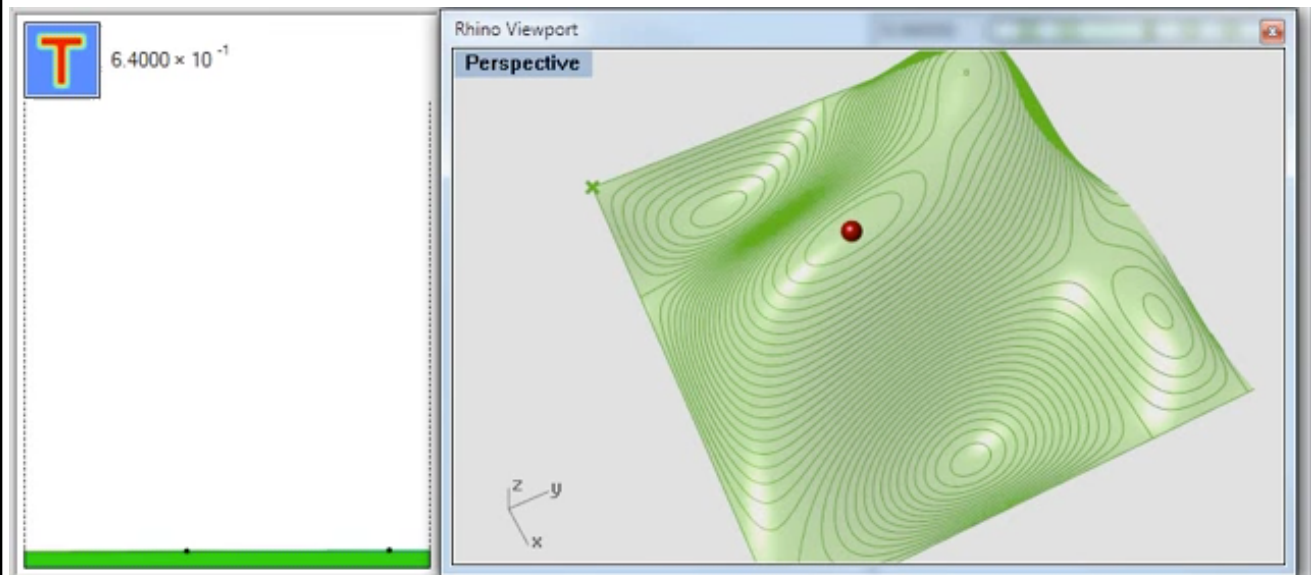 Rhino Viewport
T 6.4000 × 10⁻¹
Perspective
z
y
x